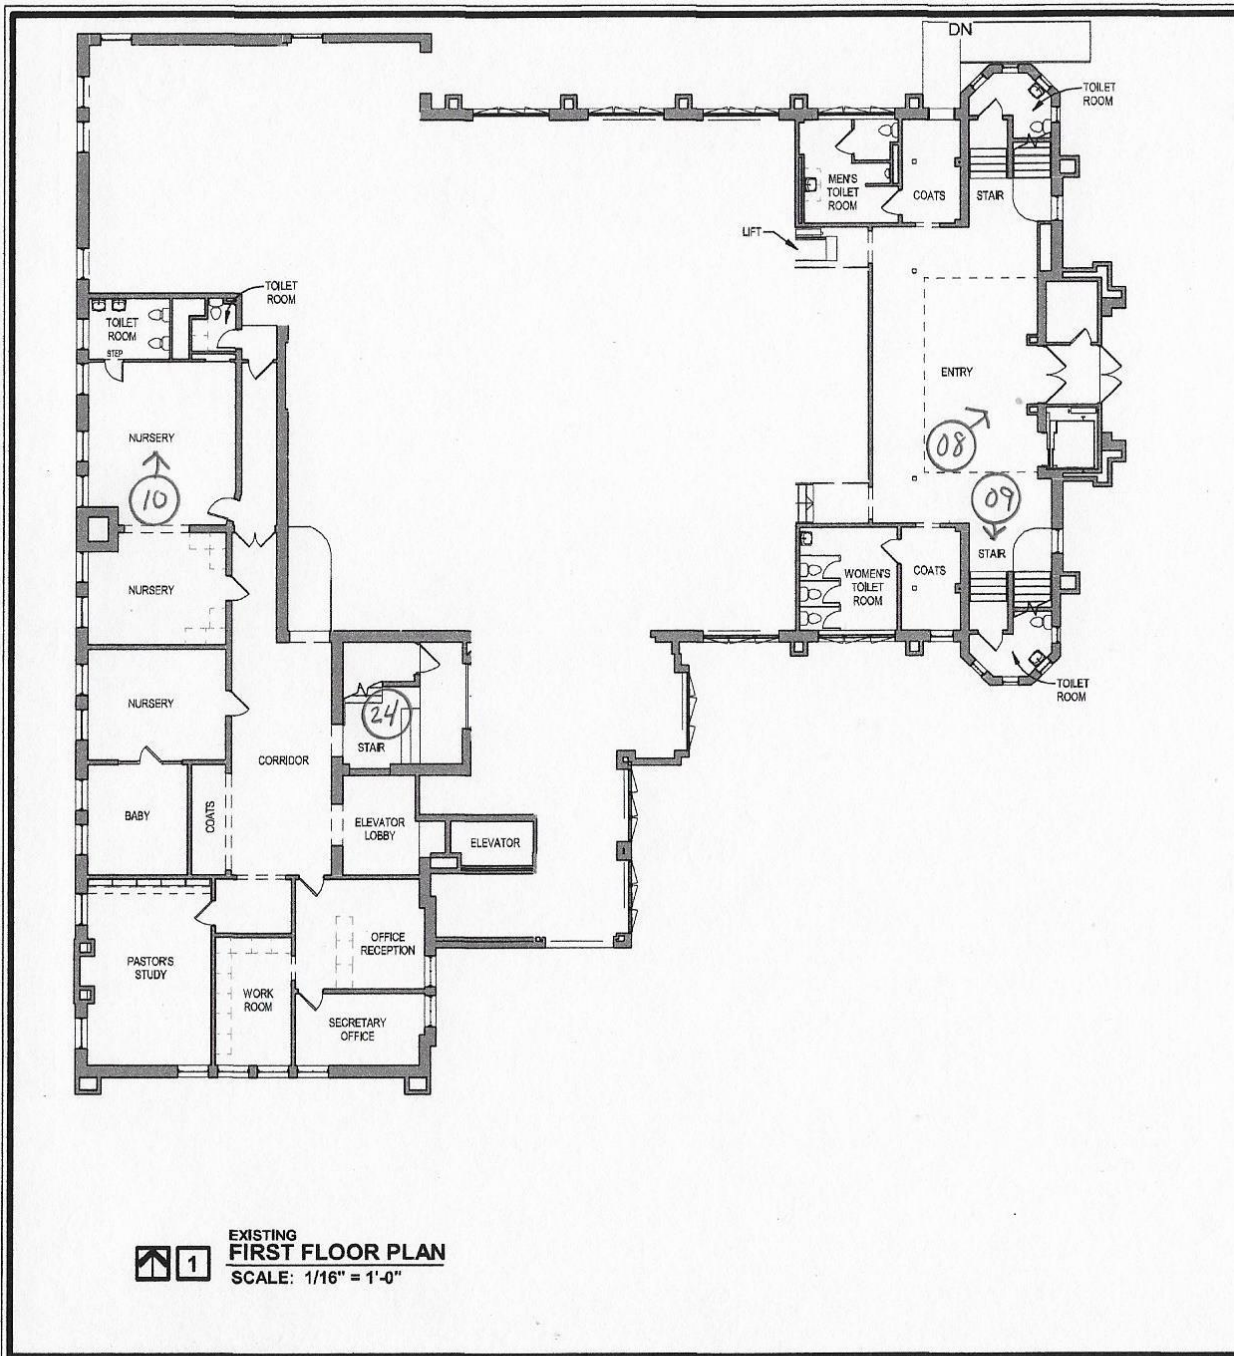 DN
TOILET
ROOM
MEN'S
TOILET
ROOM
COATS
STAIR
LIFT
TOILET
ROOM
TOILET
ROOM
STEP
ENTRY
NURSERY
08
10
09
STAIR
NURSERY
WOMEN'S
TOILET
ROOM
COATS
NURSERY
TOILET
ROOM
24
STAIR
CORRIDOR
BABY
COATS
ELEVATOR
LOBBY
ELEVATOR
OFFICE
RECEPTION
PASTOR'S
STUDY
WORK
ROOM
SECRETARY
OFFICE
1
EXISTING
FIRST FLOOR PLAN
SCALE: 1/16" = 1'-0"